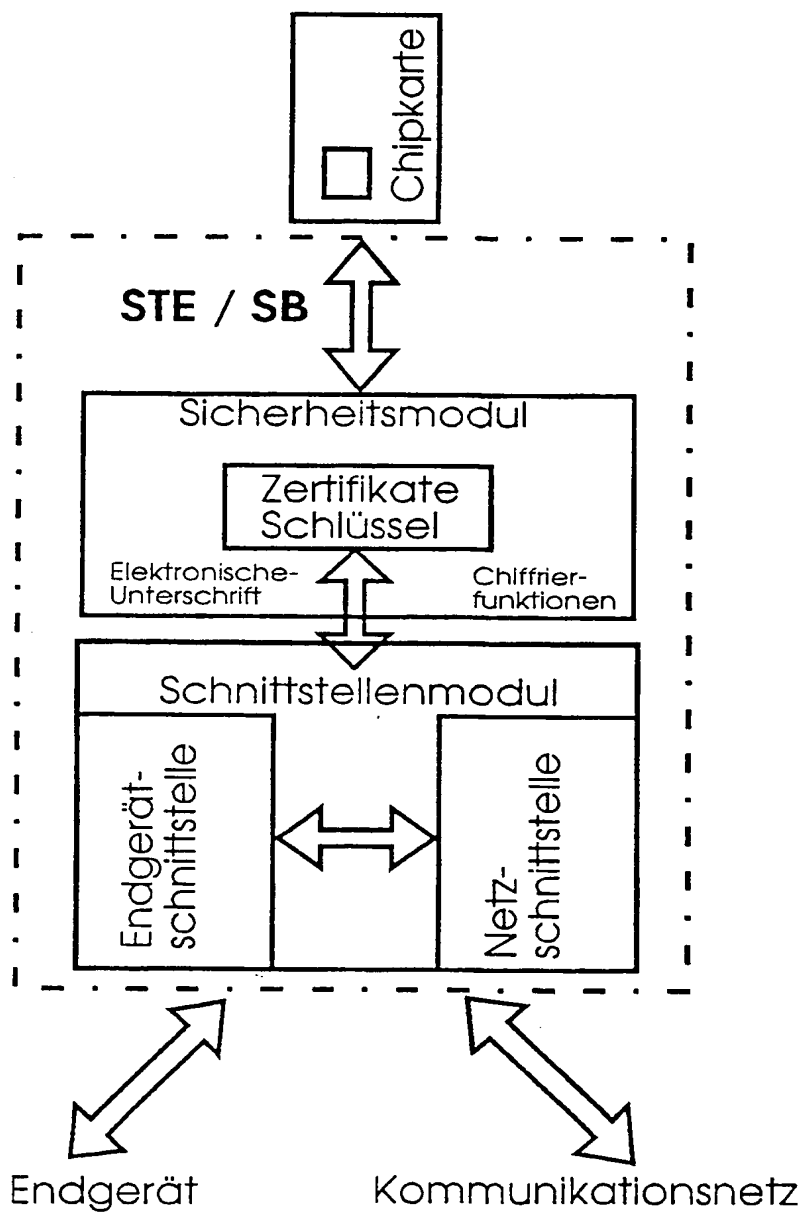 Chipkarte
STE / SB
Sicherheitsmodul
Zertifikate
Schlüssel
Elektronische-
Unterschrift
Chiffrier-
funktionen
Schnittstellenmodul
Endgerät-
schnittstelle
Netz-
schnittstelle
Endgerät
Kommunikationsnetz